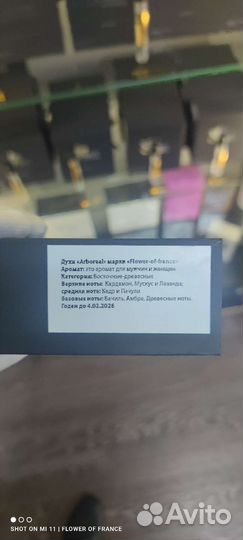 Духи «Arboreal» марки «Flower-of-france»
Аромат: это аромат для мужчин и женщин
Категория: Восточные-древесные
Верхние ноты: Кардамон, Мускус и Лаванда;
средние ноты: Кедр и Пачули.
базовые ноты: Ваниль, Амбра, Древесные ноты.
Годен до 4.02.2026
SHOT ON MI 11 | FLOWER OF FRANCE
Avito